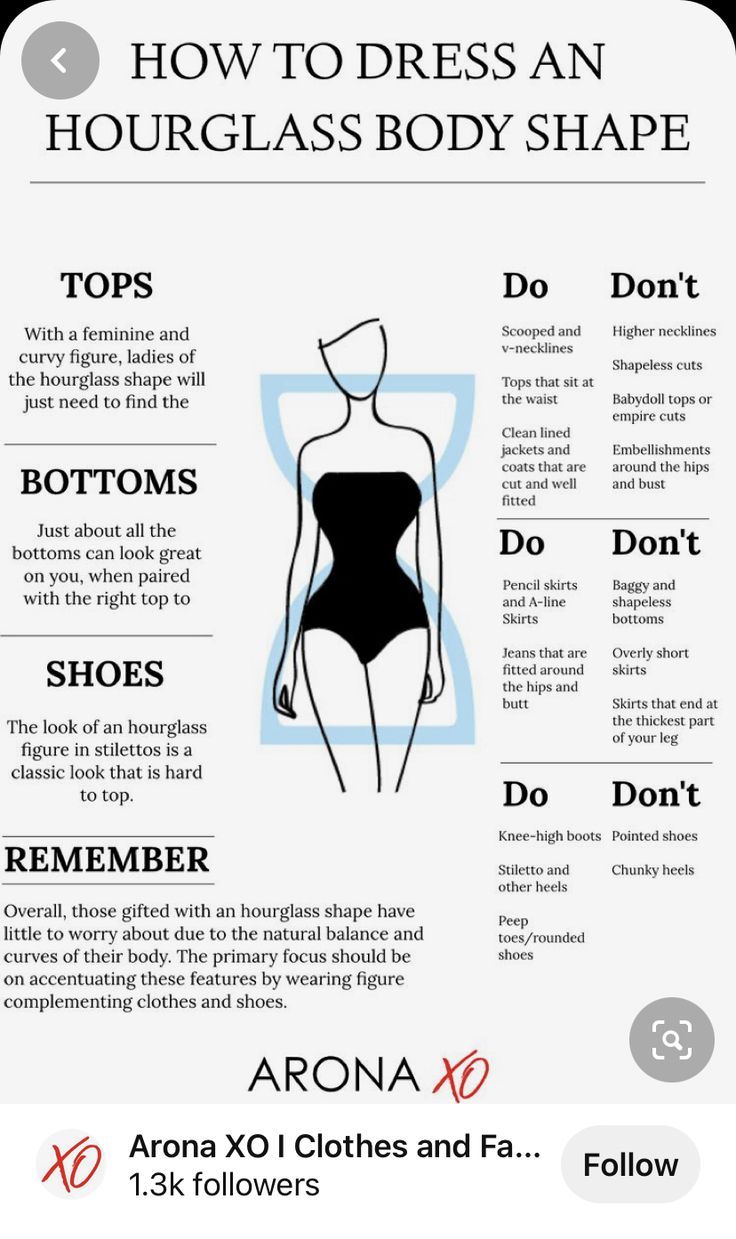 HOW TO DRESS AN
HOURGLASS BODY SHAPE
TOPS
With a feminine and
curvy figure, ladies of
the hourglass shape will
just need to find the
Do
Scooped and
v-necklines
Tops that sit at
the waist
Clean lined
jackets and
coats that are
cut and well
fitted
Don't
Higher necklines
Shapeless cuts
Babydoll tops or
empire cuts
Embellishments
around the hips
and bust
BOTTOMS
Just about all the
bottoms can look great
on you, when paired
with the right top to
Do
Pencil skirts
and A-line
Skirts
Jeans that are
fitted around
the hips and
butt
Don't
Baggy and
shapeless
bottoms
Overly short
skirts
Skirts that end at
the thickest part
of your leg
SHOES
The look of an hourglass
figure in stilettos is a
classic look that is hard
to top.
Do
Knee-high boots
Stiletto and
other heels
Peep
toes/rounded
shoes
Don't
Pointed shoes
Chunky heels
REMEMBER
Overall, those gifted with an hourglass shape have
little to worry about due to the natural balance and
curves of their body. The primary focus should be
on accentuating these features by wearing figure
complementing clothes and shoes.
ARONA XO
XO
Arona XO I Clothes and Fa...
1.3k followers
Follow